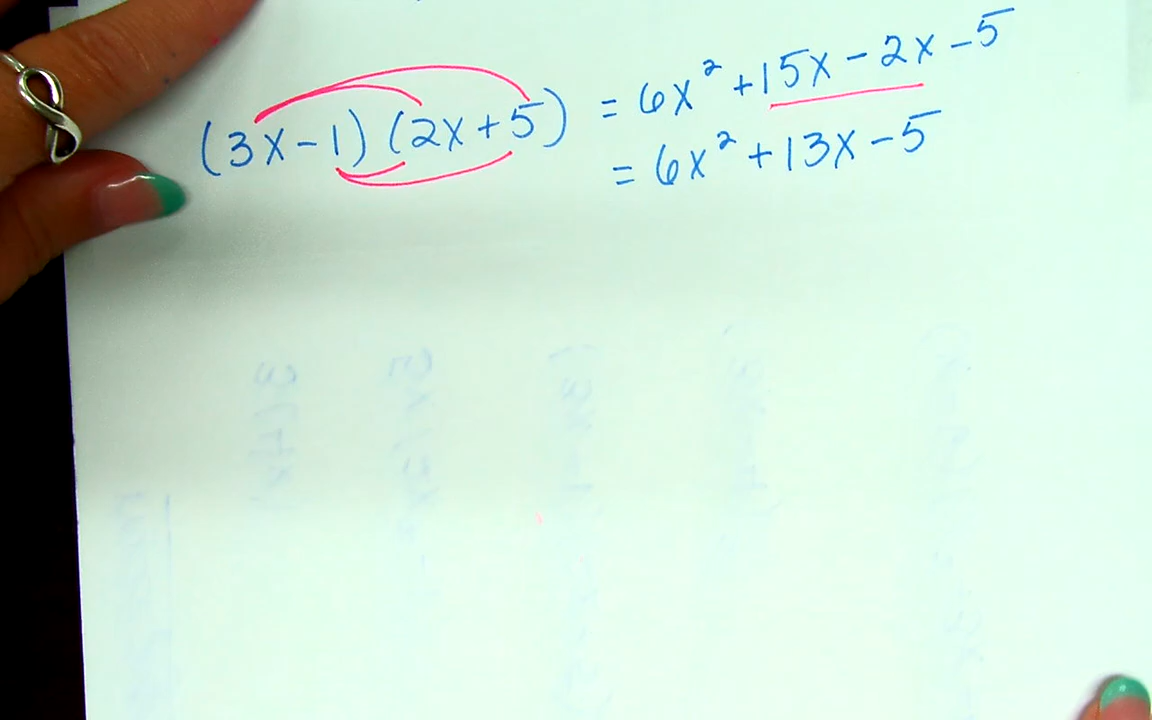 (3x-1)(2x+5) = 6x² +15x -2x -5
= 6x² +13x -5